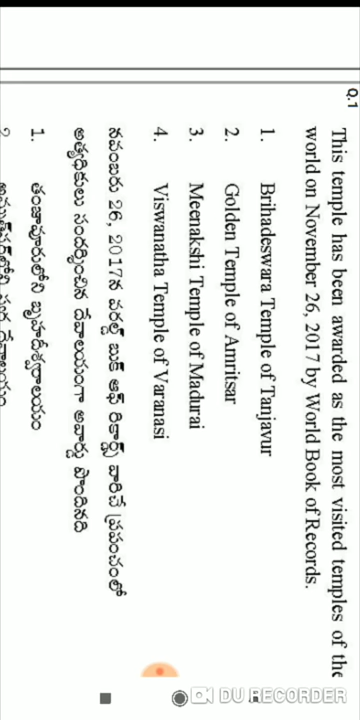 Q.1
This temple has been awarded as the most visited temples of the
world on November 26, 2017 by World Book of Records.
1. Brihadeswara Temple of Tanjavur
2. Golden Temple of Amritsar
3. Meenakshi Temple of Madurai
4. Viswanatha Temple of Varanasi
నవంబరు 26, 2017న వరల్డ్ బుక్ ఆఫ్ రికార్డ్స్ వారిచే ప్రపంచంలో
అత్యధికులు సందర్శించిన దేవాలయంగా అవార్డు పొందినది
1. తంజావూరులోని బృహదీశ్వరాలయం
DU RECORDER